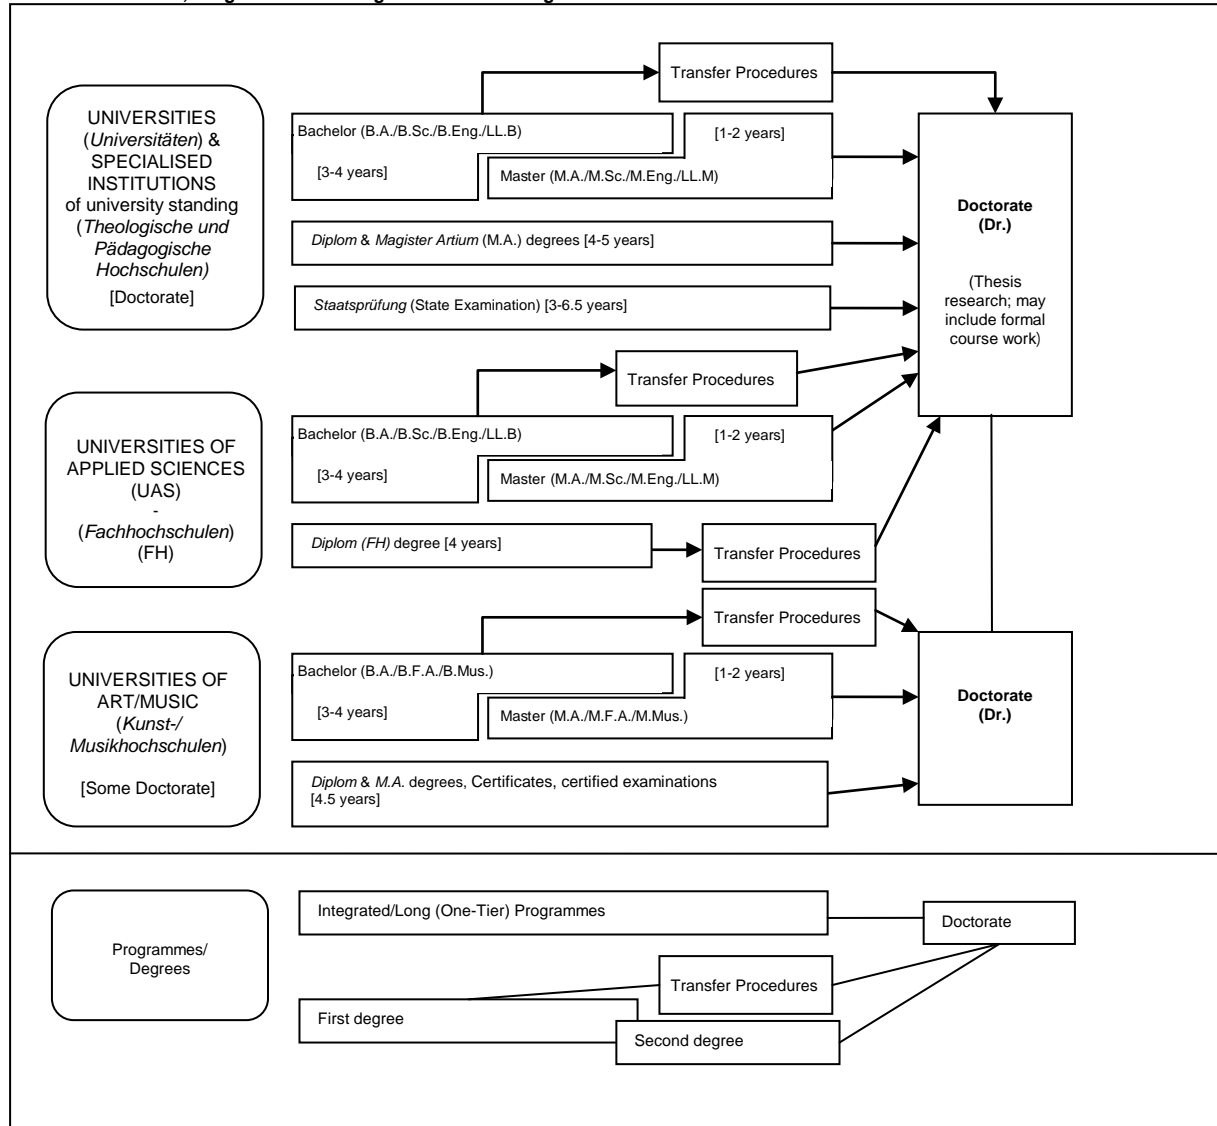 UNIVERSITIES
(Universitäten) &
SPECIALISED
INSTITUTIONS
of university standing
(Theologische und
Pädagogische
Hochschulen)
[Doctorate]
Transfer Procedures
Bachelor (B.A./B.Sc./B.Eng./LL.B)
[3-4 years]
[1-2 years]
Master (M.A./M.Sc./M.Eng./LL.M)
Diplom & Magister Artium (M.A.) degrees [4-5 years]
Staatsprüfung (State Examination) [3-6.5 years]
Doctorate
(Dr.)
(Thesis
research; may
include formal
course work)
UNIVERSITIES OF
APPLIED SCIENCES
(UAS)
-
(Fachhochschulen)
(FH)
Transfer Procedures
Bachelor (B.A./B.Sc./B.Eng./LL.B)
[3-4 years]
[1-2 years]
Master (M.A./M.Sc./M.Eng./LL.M)
Diplom (FH) degree [4 years]
Transfer Procedures
UNIVERSITIES OF
ART/MUSIC
(Kunst-/
Musikhochschulen)
[Some Doctorate]
Transfer Procedures
Bachelor (B.A./B.F.A./B.Mus.)
[3-4 years]
[1-2 years]
Master (M.A./M.F.A./M.Mus.)
Diplom & M.A. degrees, Certificates, certified examinations
[4.5 years]
Doctorate
(Dr.)
Programmes/
Degrees
Integrated/Long (One-Tier) Programmes
Doctorate
Transfer Procedures
First degree
Second degree